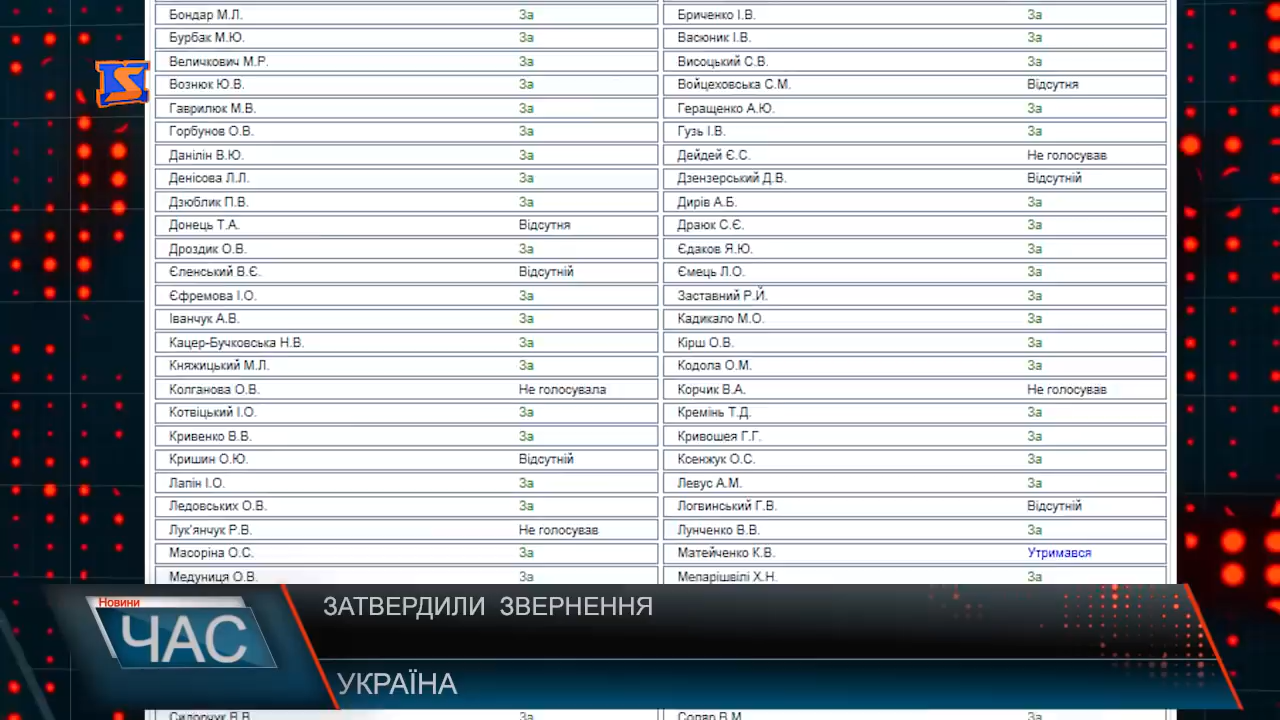 Бондар М.Л. За Бриченко І.В. За
Бурбак М.Ю. За Васюник І.В. За
Величкович М.Р. За Висоцький С.В. За
Вознюк Ю.В. За Войцеховська С.М. Відсутня
Гаврилюк М.В. За Геращенко А.Ю. За
Горбунов О.В. За Гузь І.В. За
Данілін В.Ю. За Дейдей Є.С. Не голосував
Денісова Л.Л. За Дзензерський Д.В. Відсутній
Дзюблик П.В. За Дирів А.Б. За
Донець Т.А. Відсутня Драюк С.Є. За
Дроздик О.В. За Єдаков Я.Ю. За
Єленський В.Є. Відсутній Ємець Л.О. За
Єфремова І.О. За Заставний Р.Й. За
Іванчук А.В. За Кадикало М.О. За
Кацер-Бучковська Н.В. За Кірш О.В. За
Княжицький М.Л. За Кодола О.М. За
Колганова О.В. Не голосувала Корчик В.А. Не голосував
Котвіцький І.О. За Кремінь Т.Д. За
Кривенко В.В. За Кривошея Г.Г. За
Кришин О.Ю. Відсутній Ксенжук О.С. За
Лапін І.О. За Левус А.М. За
Ледовських О.В. За Логвинський Г.В. Відсутній
Лук'янчук Р.В. Не голосував Лунченко В.В. За
Масоріна О.С. За Матейченко К.В. Утримався
Медуниця О.В. За Мепарішвілі Х.Н. За
Новини
ЧАС
ЗАТВЕРДИЛИ ЗВЕРНЕННЯ
УКРАЇНА
Сидорчук В.В. За Соляр В.М. За